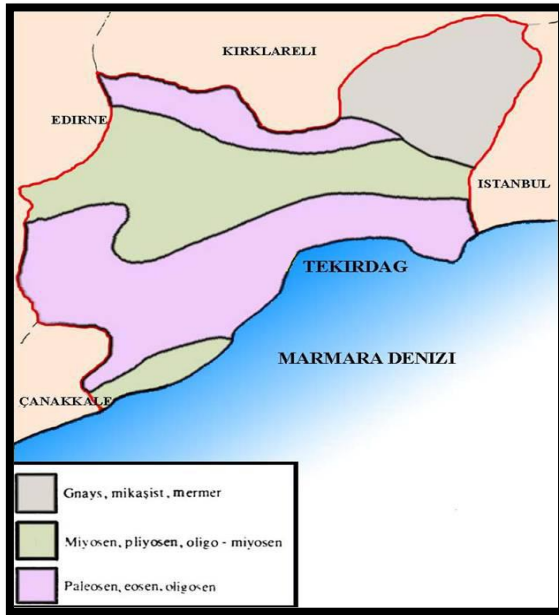 KIRKLARELI
EDIRNE
ISTANBUL
TEKIRDAG
MARMARA DENIZI
ÇANAKKALE
Gnays, mikaşist, mermer
Miyosen, pliyosen, oligo - miyosen
Paleosen, eosen, oligosen